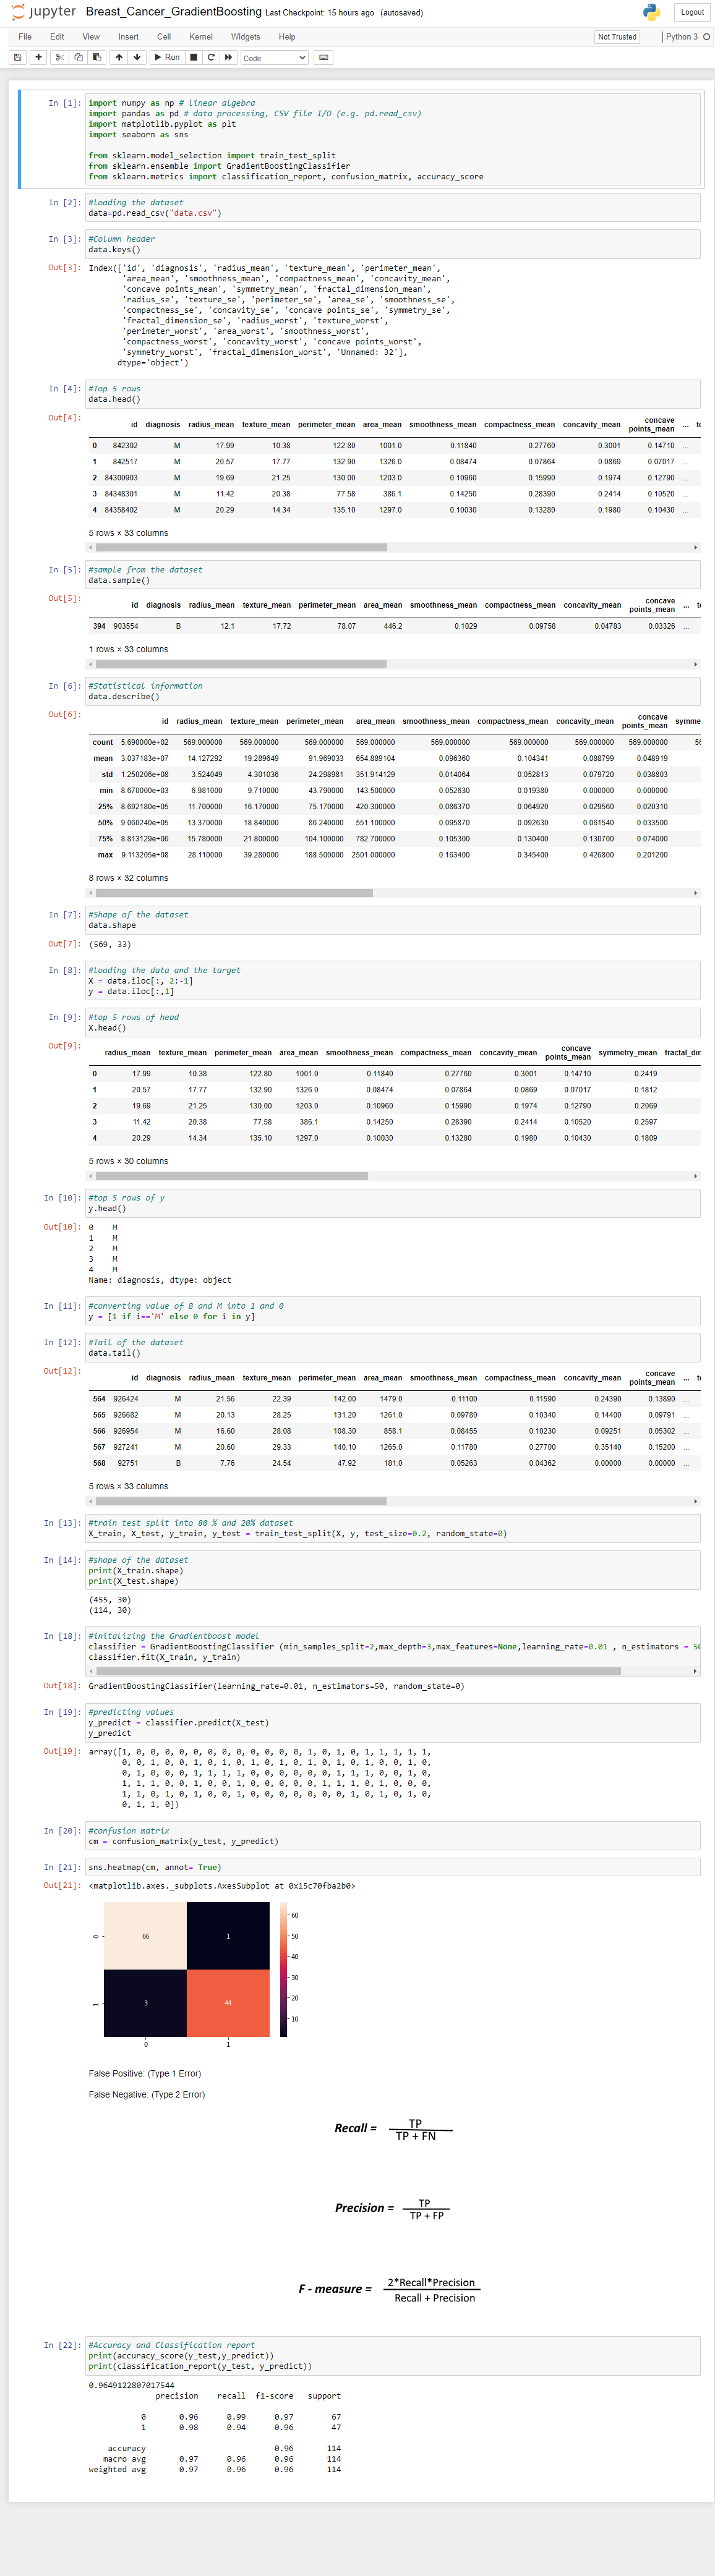 jupyter Breast_Cancer_GradientBoosting Last Checkpoint: 15 hours ago (autosaved)
Logout
File Edit View Insert Cell Kernel Widgets Help
Not Trusted
Python 3
Run
Code
In [1]: import numpy as np # linear algebra
import pandas as pd # data processing, CSV file I/O (e.g. pd.read_csv)
import matplotlib.pyplot as plt
import seaborn as sns
from sklearn.model_selection import train_test_split
from sklearn.ensemble import GradientBoostingClassifier
from sklearn.metrics import classification_report, confusion_matrix, accuracy_score
In [2]: #loading the dataset
data=pd.read_csv("data.csv")
In [3]: #Column header
data.keys()
Out[3]: Index(['id', 'diagnosis', 'radius_mean', 'texture_mean', 'perimeter_mean',
'area_mean', 'smoothness_mean', 'compactness_mean', 'concavity_mean',
'concave points_mean', 'symmetry_mean', 'fractal_dimension_mean',
'radius_se', 'texture_se', 'perimeter_se', 'area_se', 'smoothness_se',
'compactness_se', 'concavity_se', 'concave points_se', 'symmetry_se',
'fractal_dimension_se', 'radius_worst', 'texture_worst',
'perimeter_worst', 'area_worst', 'smoothness_worst',
'compactness_worst', 'concavity_worst', 'concave points_worst',
'symmetry_worst', 'fractal_dimension_worst', 'Unnamed: 32'],
dtype='object')
In [4]: #Top 5 rows
data.head()
Out[4]:
id diagnosis radius_mean texture_mean perimeter_mean area_mean smoothness_mean compactness_mean concavity_mean concave points_mean ... te
0 842302 M 17.99 10.38 122.80 1001.0 0.11840 0.27760 0.3001 0.14710 ...
1 842517 M 20.57 17.77 132.90 1326.0 0.08474 0.07864 0.0869 0.07017 ...
2 84300903 M 19.69 21.25 130.00 1203.0 0.10960 0.15990 0.1974 0.12790 ...
3 84348301 M 11.42 20.38 77.58 386.1 0.14250 0.28390 0.2414 0.10520 ...
4 84358402 M 20.29 14.34 135.10 1297.0 0.10030 0.13280 0.1980 0.10430 ...
5 rows × 33 columns
In [5]: #sample from the dataset
data.sample()
Out[5]:
id diagnosis radius_mean texture_mean perimeter_mean area_mean smoothness_mean compactness_mean concavity_mean concave points_mean ... te
394 903554 B 12.1 17.72 78.07 446.2 0.1029 0.09758 0.04783 0.03326 ...
1 rows × 33 columns
In [6]: #Statistical information
data.describe()
Out[6]:
id radius_mean texture_mean perimeter_mean area_mean smoothness_mean compactness_mean concavity_mean concave points_mean symme
count 5.690000e+02 569.000000 569.000000 569.000000 569.000000 569.000000 569.000000 569.000000 569.000000 56
mean 3.037183e+07 14.127292 19.289649 91.969033 654.889104 0.096360 0.104341 0.088799 0.048919
std 1.250206e+08 3.524049 4.301036 24.298981 351.914129 0.014064 0.052813 0.079720 0.038803
min 8.670000e+03 6.981000 9.710000 43.790000 143.500000 0.052630 0.019380 0.000000 0.000000
25% 8.692180e+05 11.700000 16.170000 75.170000 420.300000 0.086370 0.064920 0.029560 0.020310
50% 9.060240e+05 13.370000 18.840000 86.240000 551.100000 0.095870 0.092630 0.061540 0.033500
75% 8.813129e+06 15.780000 21.800000 104.100000 782.700000 0.105300 0.130400 0.130700 0.074000
max 9.113205e+08 28.110000 39.280000 188.500000 2501.000000 0.163400 0.345400 0.426800 0.201200
8 rows × 32 columns
In [7]: #Shape of the dataset
data.shape
Out[7]: (569, 33)
In [8]: #loading the data and the target
X = data.iloc[:, 2:-1]
y = data.iloc[:,1]
In [9]: #top 5 rows of head
X.head()
Out[9]:
radius_mean texture_mean perimeter_mean area_mean smoothness_mean compactness_mean concavity_mean concave points_mean symmetry_mean fractal_dir
0 17.99 10.38 122.80 1001.0 0.11840 0.27760 0.3001 0.14710 0.2419
1 20.57 17.77 132.90 1326.0 0.08474 0.07864 0.0869 0.07017 0.1812
2 19.69 21.25 130.00 1203.0 0.10960 0.15990 0.1974 0.12790 0.2069
3 11.42 20.38 77.58 386.1 0.14250 0.28390 0.2414 0.10520 0.2597
4 20.29 14.34 135.10 1297.0 0.10030 0.13280 0.1980 0.10430 0.1809
5 rows × 30 columns
In [10]: #top 5 rows of y
y.head()
Out[10]: 0 M
1 M
2 M
3 M
4 M
Name: diagnosis, dtype: object
In [11]: #converting value of B and M into 1 and 0
y = [1 if i=='M' else 0 for i in y]
In [12]: #Tail of the dataset
data.tail()
Out[12]:
id diagnosis radius_mean texture_mean perimeter_mean area_mean smoothness_mean compactness_mean concavity_mean concave points_mean ... te
564 926424 M 21.56 22.39 142.00 1479.0 0.11100 0.11590 0.24390 0.13890 ...
565 926682 M 20.13 28.25 131.20 1261.0 0.09780 0.10340 0.14400 0.09791 ...
566 926954 M 16.60 28.08 108.30 858.1 0.08455 0.10230 0.09251 0.05302 ...
567 927241 M 20.60 29.33 140.10 1265.0 0.11780 0.27700 0.35140 0.15200 ...
568 92751 B 7.76 24.54 47.92 181.0 0.05263 0.04362 0.00000 0.00000 ...
5 rows × 33 columns
In [13]: #train test split into 80 % and 20% dataset
X_train, X_test, y_train, y_test = train_test_split(X, y, test_size=0.2, random_state=0)
In [14]: #shape of the dataset
print(X_train.shape)
print(X_test.shape)
(455, 30)
(114, 30)
In [18]: #initalizing the Gradientboost model
classifier = GradientBoostingClassifier (min_samples_split=2,max_depth=3,max_features=None,learning_rate=0.01 , n_estimators = 50
classifier.fit(X_train, y_train)
Out[18]: GradientBoostingClassifier(learning_rate=0.01, n_estimators=50, random_state=0)
In [19]: #predicting values
y_predict = classifier.predict(X_test)
y_predict
Out[19]: array([1, 0, 0, 0, 0, 0, 0, 0, 0, 0, 0, 0, 0, 1, 0, 1, 0, 1, 1, 1, 1, 1,
0, 0, 1, 0, 0, 1, 0, 1, 0, 1, 0, 1, 0, 1, 0, 1, 0, 1, 0, 0, 1, 0,
0, 1, 0, 0, 0, 1, 1, 1, 1, 0, 0, 0, 0, 0, 0, 1, 1, 1, 0, 0, 1, 0,
1, 1, 1, 0, 0, 1, 0, 0, 1, 0, 0, 0, 0, 0, 1, 1, 1, 0, 1, 0, 0, 0,
1, 1, 0, 1, 0, 1, 0, 0, 1, 0, 0, 0, 0, 0, 0, 0, 1, 0, 1, 0, 1, 0,
0, 1, 1, 0])
In [20]: #confusion matrix
cm = confusion_matrix(y_test, y_predict)
In [21]: sns.heatmap(cm, annot= True)
Out[21]: <matplotlib.axes._subplots.AxesSubplot at 0x15c70fba2b0>
60
0 66 1 50
40
30
1 3 44 20
10
0 1
False Positive: (Type 1 Error)
False Negative: (Type 2 Error)
Recall = TP
TP + FN
Precision = TP
TP + FP
F - measure = 2*Recall*Precision
Recall + Precision
In [22]: #Accuracy and Classification report
print(accuracy_score(y_test,y_predict))
print(classification_report(y_test, y_predict))
0.9649122807017544
precision recall f1-score support
0 0.96 0.99 0.97 67
1 0.98 0.94 0.96 47
accuracy 0.96 114
macro avg 0.97 0.96 0.96 114
weighted avg 0.97 0.96 0.96 114